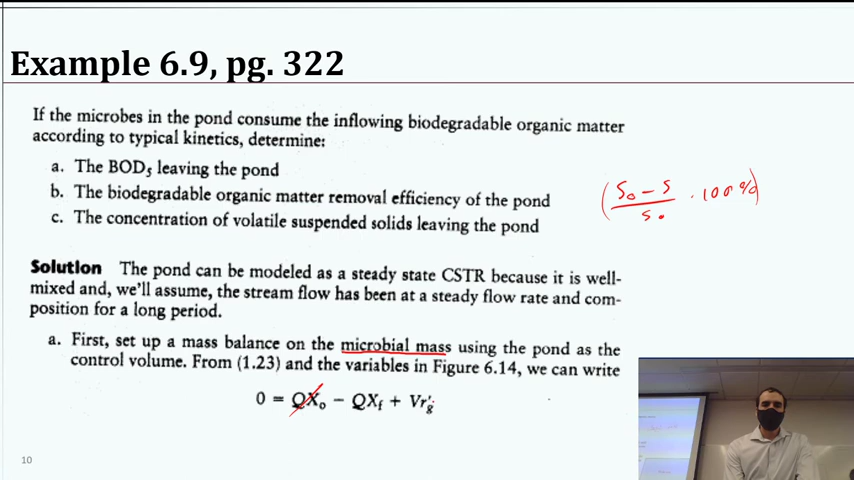 Example 6.9, pg. 322
If the microbes in the pond consume the inflowing biodegradable organic matter
according to typical kinetics, determine:
a. The BOD₅ leaving the pond
b. The biodegradable organic matter removal efficiency of the pond
c. The concentration of volatile suspended solids leaving the pond
(S₀ - S / S₀ · 100%)
Solution The pond can be modeled as a steady state CSTR because it is well-
mixed and, we'll assume, the stream flow has been at a steady flow rate and com-
position for a long period.
a. First, set up a mass balance on the microbial mass using the pond as the
control volume. From (1.23) and the variables in Figure 6.14, we can write
0 = QX₀ − QX_f + Vr'_g
10